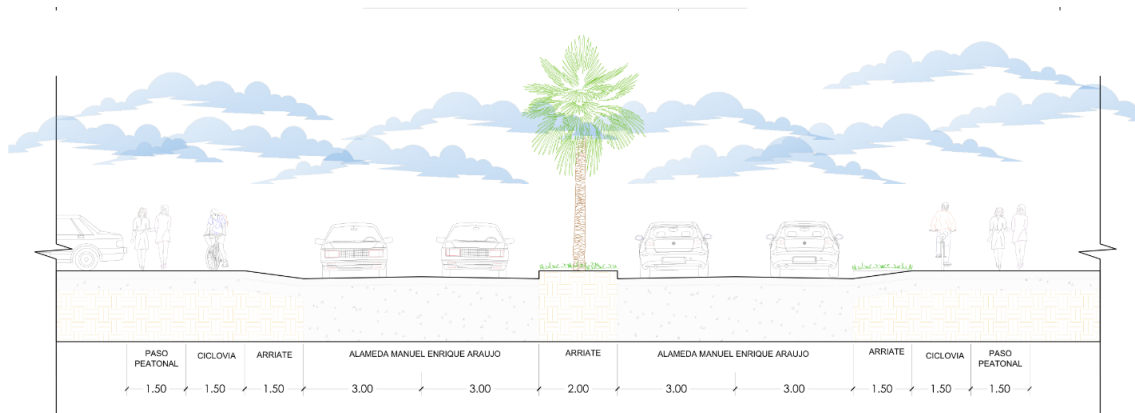 PASO PEATONAL
CICLOVIA
ARRIATE
ALAMEDA MANUEL ENRIQUE ARAUJO
ARRIATE
ALAMEDA MANUEL ENRIQUE ARAUJO
ARRIATE
CICLOVIA
PASO PEATONAL
1.50 1.50 1.50 3.00 3.00 2.00 3.00 3.00 1.50 1.50 1.50